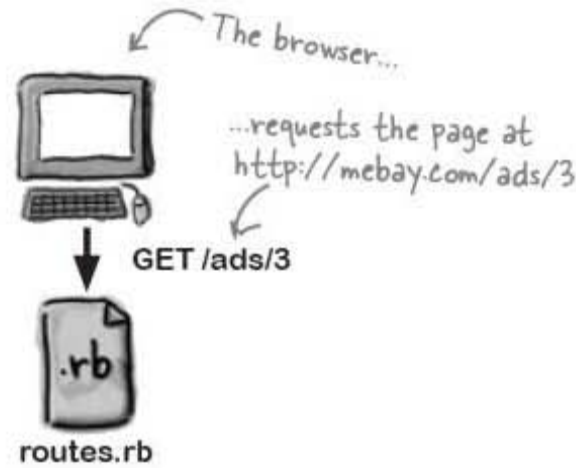 The browser...
...requests the page at
http://mebay.com/ads/3
GET /ads/3
.rb
routes.rb